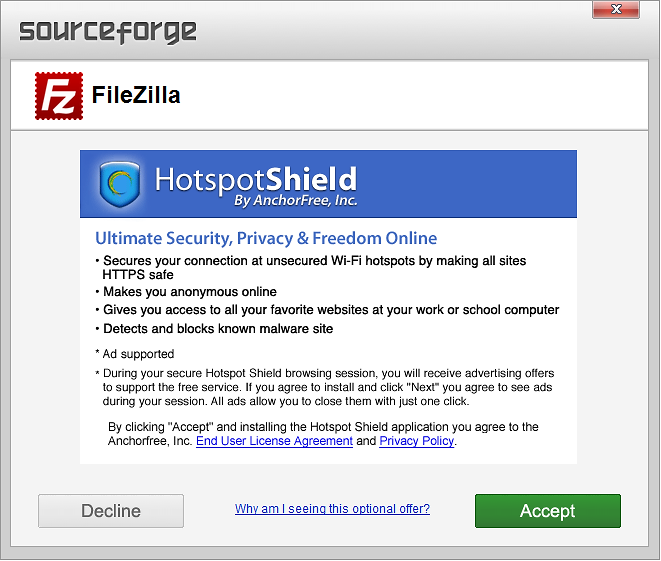 sourceforge
x
Fz
FileZilla
HotspotShield
By AnchorFree, Inc.
Ultimate Security, Privacy & Freedom Online
• Secures your connection at unsecured Wi-Fi hotspots by making all sites
HTTPS safe
• Makes you anonymous online
• Gives you access to all your favorite websites at your work or school computer
• Detects and blocks known malware site
* Ad supported
* During your secure Hotspot Shield browsing session, you will receive advertising offers
to support the free service. If you agree to install and click "Next" you agree to see ads
during your session. All ads allow you to close them with just one click.
By clicking "Accept" and installing the Hotspot Shield application you agree to the
Anchorfree, Inc. End User License Agreement and Privacy Policy.
Decline
Why am I seeing this optional offer?
Accept